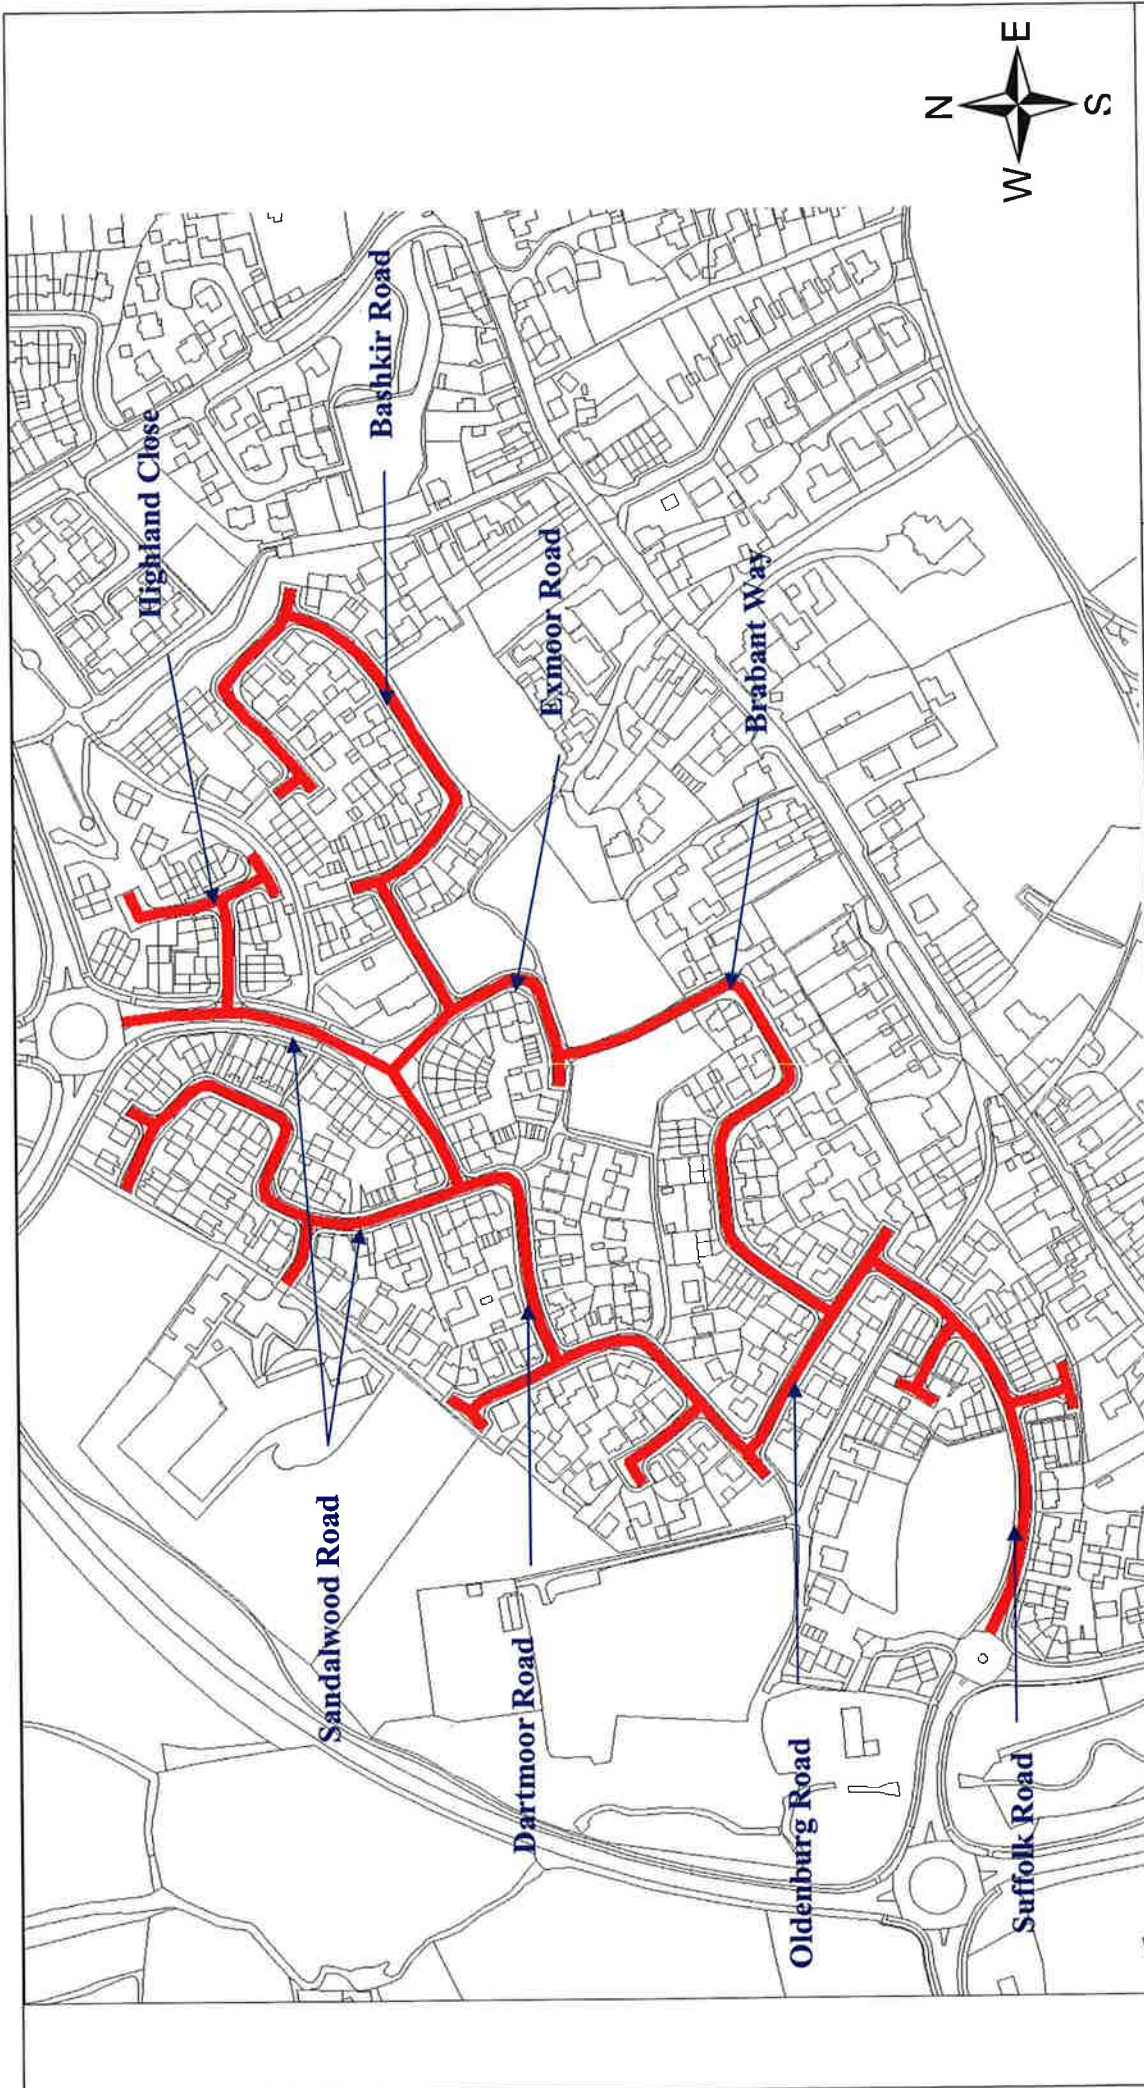 Highland Close
Bashkir Road
Exmoor Road
Brabant Way
Sandalwood Road
Dartmoor Road
Oldenburg Road
Suffolk Road
N
W
E
S